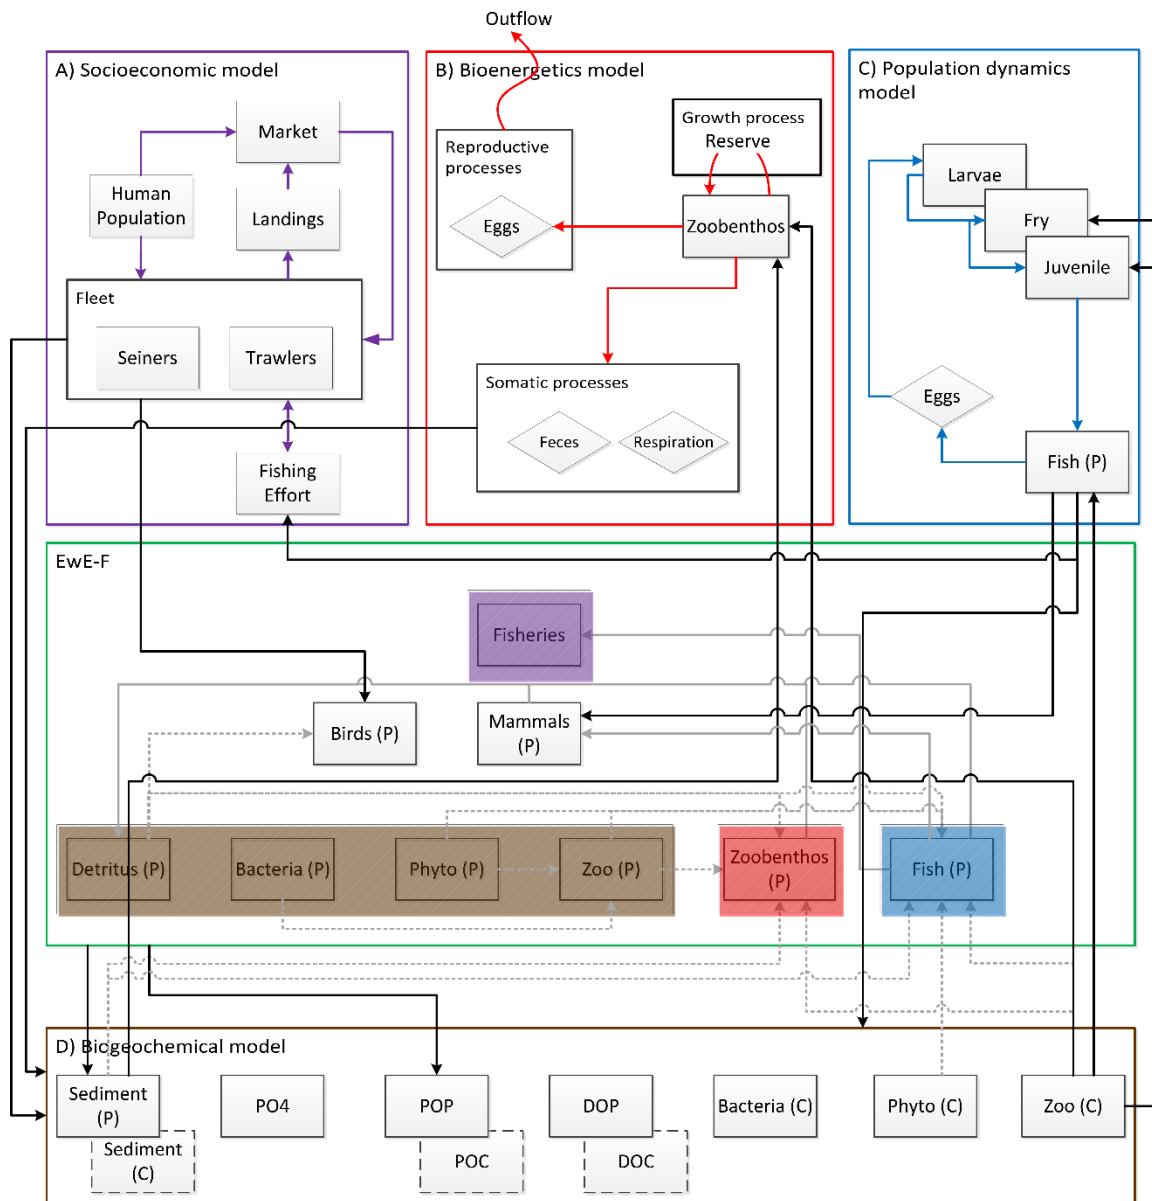 Outflow
A) Socioeconomic model
Market
Human
Population
Landings
Fleet
Seiners
Trawlers
Fishing
Effort
B) Bioenergetics model
Growth process
Reserve
Reproductive
processes
Eggs
Zoobenthos
Somatic processes
Feces
Respiration
C) Population dynamics
model
Larvae
Fry
Juvenile
Eggs
Fish (P)
EwE-F
Fisheries
Birds (P)
Mammals
(P)
Detritus (P)
Bacteria (P)
Phyto (P)
Zoo (P)
Zoobenthos
(P)
Fish (P)
D) Biogeochemical model
Sediment
(P)
Sediment
(C)
PO4
POP
POC
DOP
DOC
Bacteria (C)
Phyto (C)
Zoo (C)